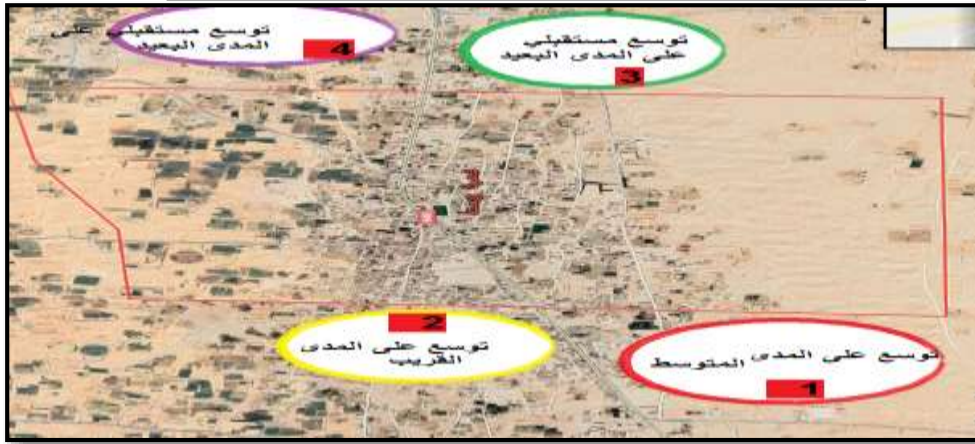 توسع مستقبلي على
المدى البعيد
4
توسع مستقبلي
على المدى البعيد
3
2
توسع على المدى
القريب
توسع على المدى المتوسط
1